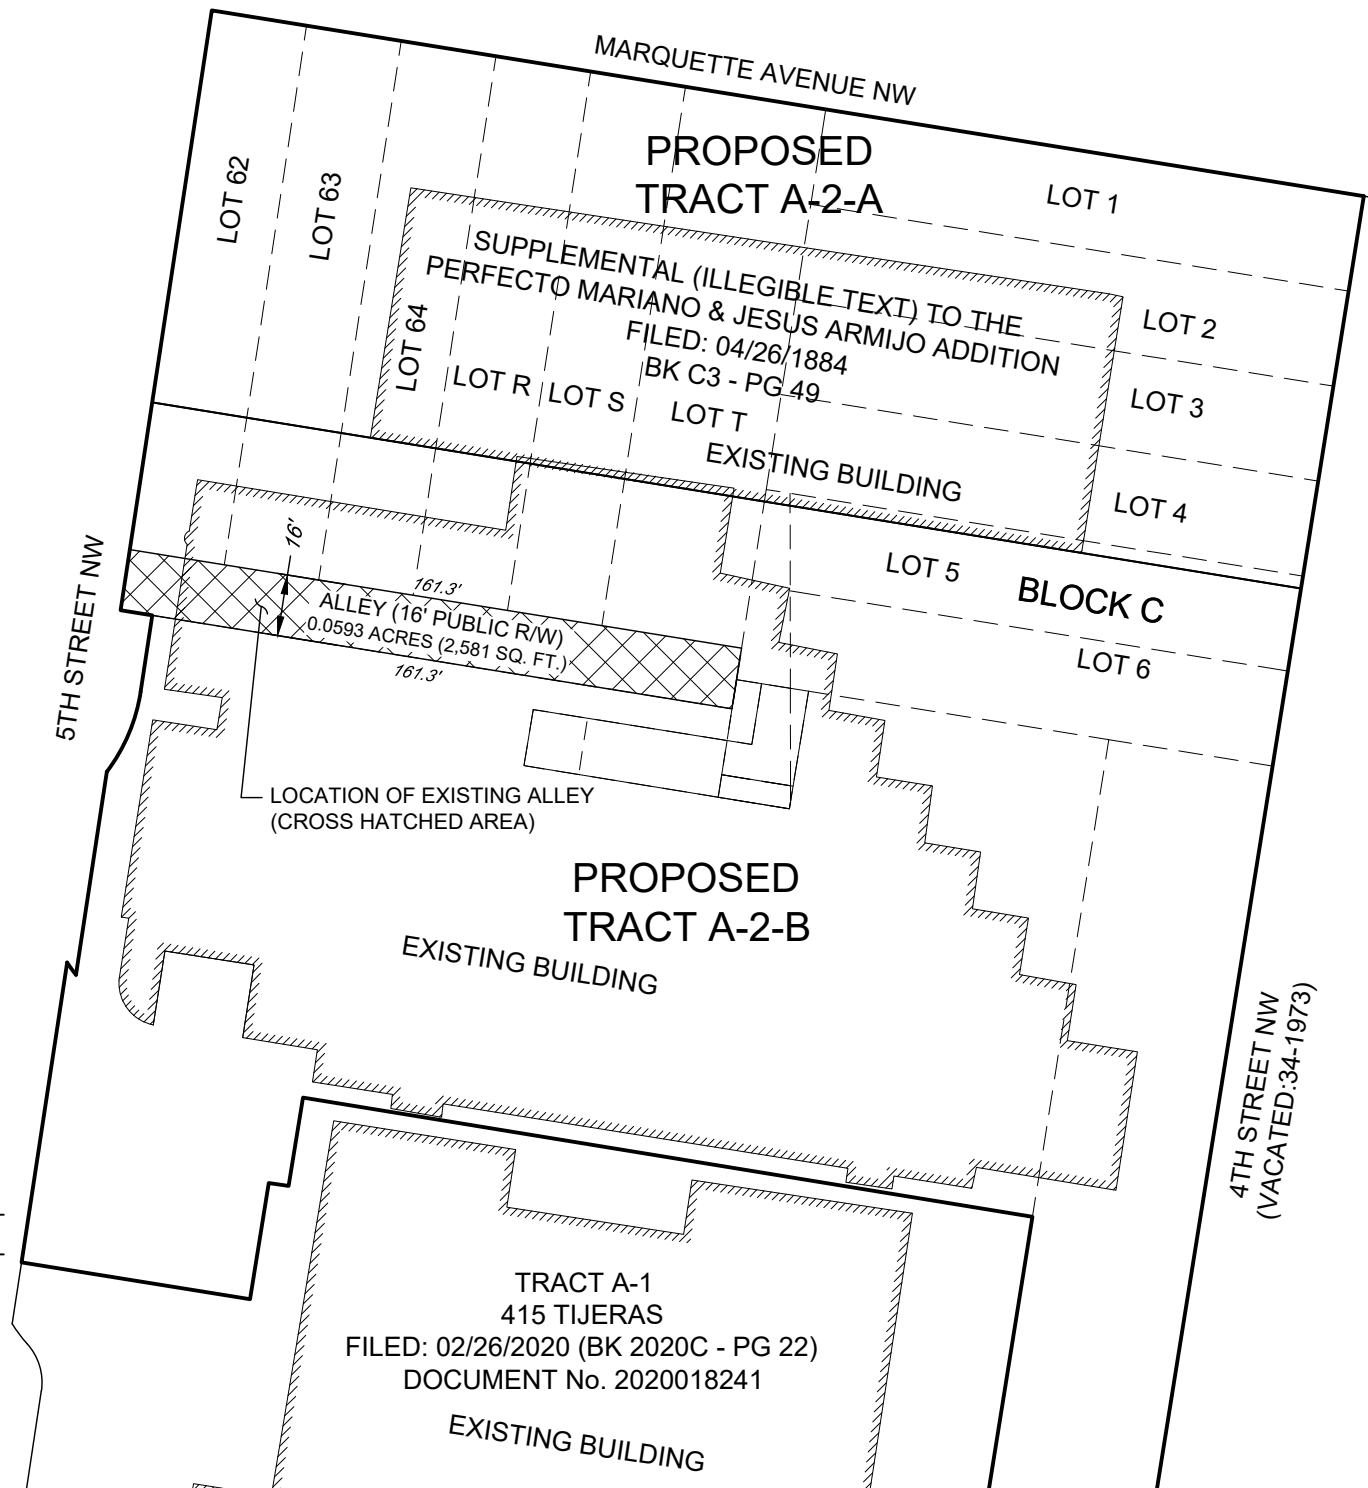 MARQUETTE AVENUE NW
PROPOSED
TRACT A-2-A
LOT 62
LOT 63
LOT 1
SUPPLEMENTAL (ILLEGIBLE TEXT) TO THE
PERFECTO MARIANO & JESUS ARMIJO ADDITION
FILED: 04/26/1884
BK C3 - PG 49
LOT 2
LOT 64
LOT R
LOT S
LOT T
LOT 3
EXISTING BUILDING
LOT 4
LOT 5
BLOCK C
LOT 6
5TH STREET NW
16'
161.3'
ALLEY (16' PUBLIC R/W)
0.0593 ACRES (2,581 SQ. FT.)
161.3'
LOCATION OF EXISTING ALLEY
(CROSS HATCHED AREA)
PROPOSED
TRACT A-2-B
EXISTING BUILDING
4TH STREET NW
(VACATED:34-1973)
TRACT A-1
415 TIJERAS
FILED: 02/26/2020 (BK 2020C - PG 22)
DOCUMENT No. 2020018241
EXISTING BUILDING